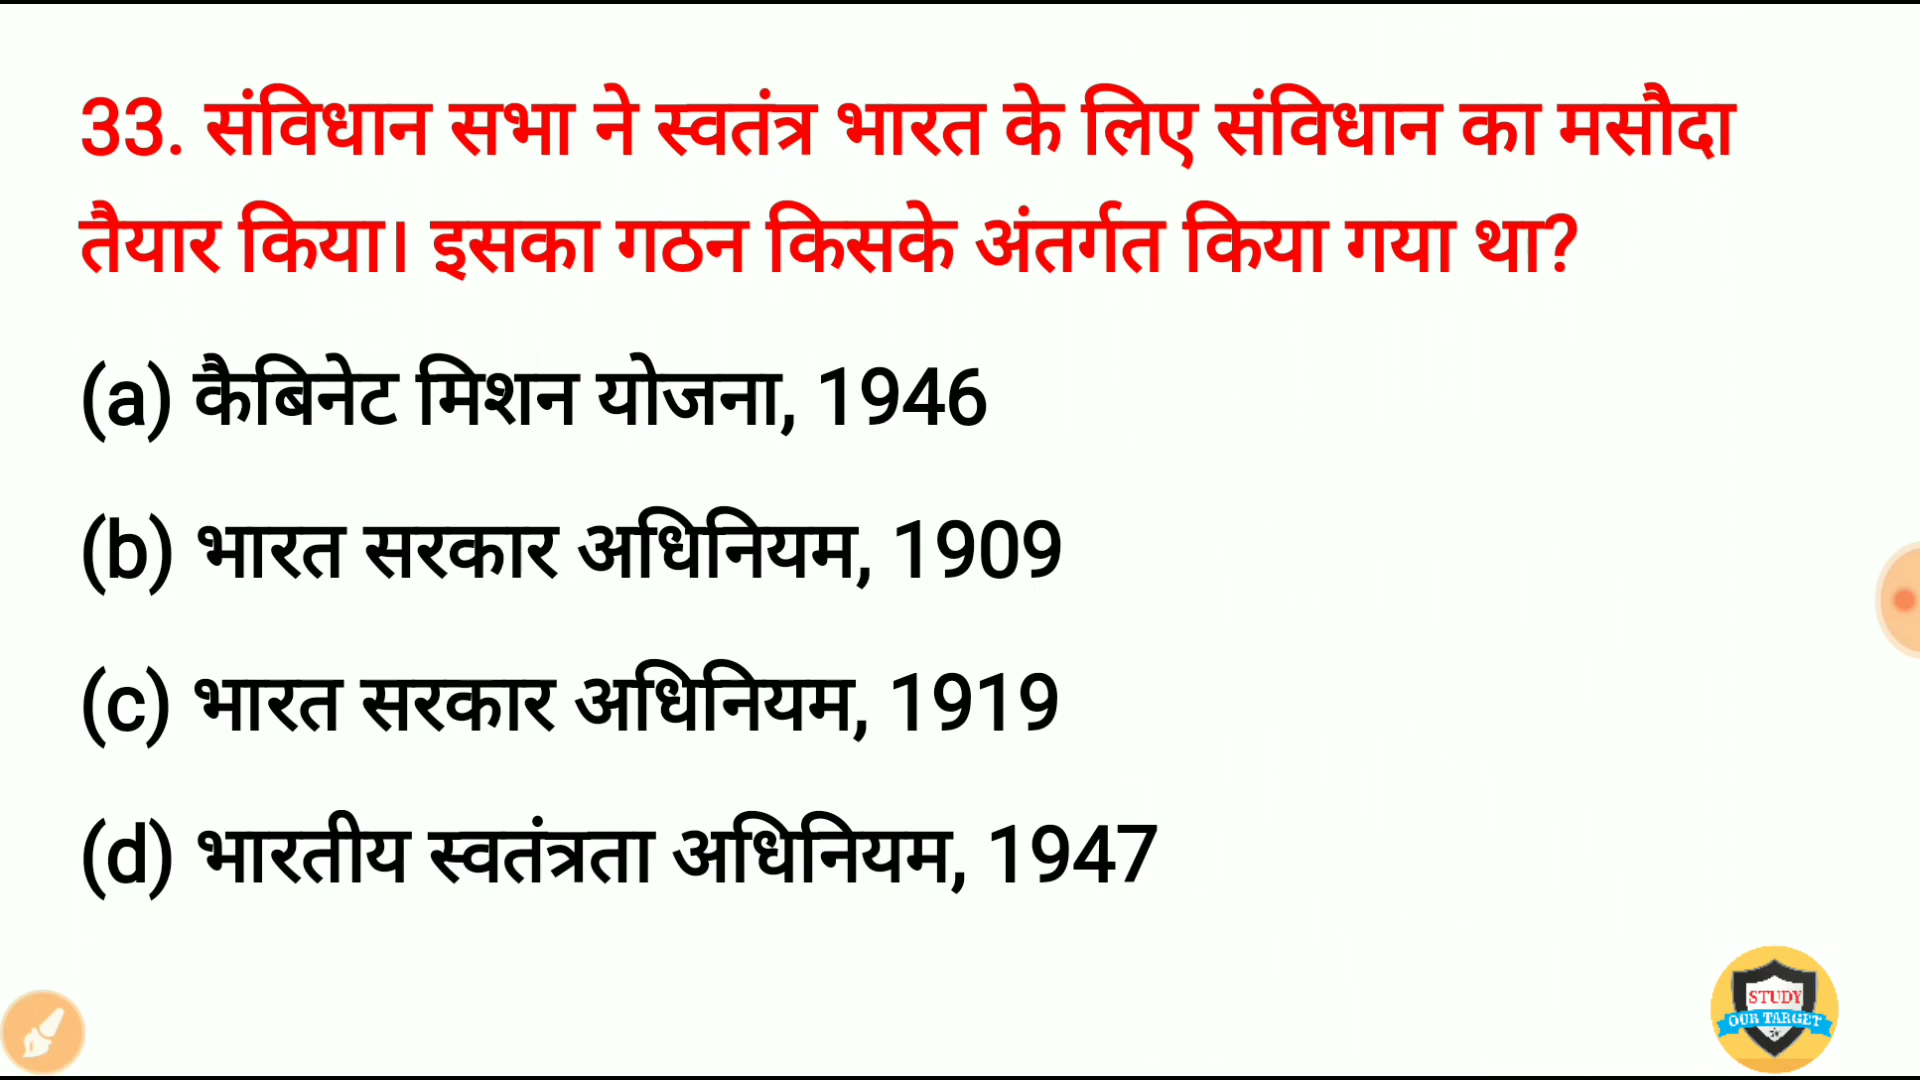 33. संविधान सभा ने स्वतंत्र भारत के लिए संविधान का मसौदा
तैयार किया। इसका गठन किसके अंतर्गत किया गया था?
(a) कैबिनेट मिशन योजना, 1946
(b) भारत सरकार अधिनियम, 1909
(c) भारत सरकार अधिनियम, 1919
(d) भारतीय स्वतंत्रता अधिनियम, 1947
STUDY
OUR TARGET